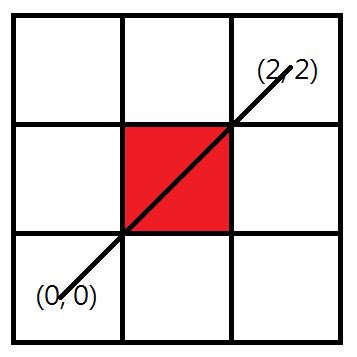 (2, 2)
(0, 0)